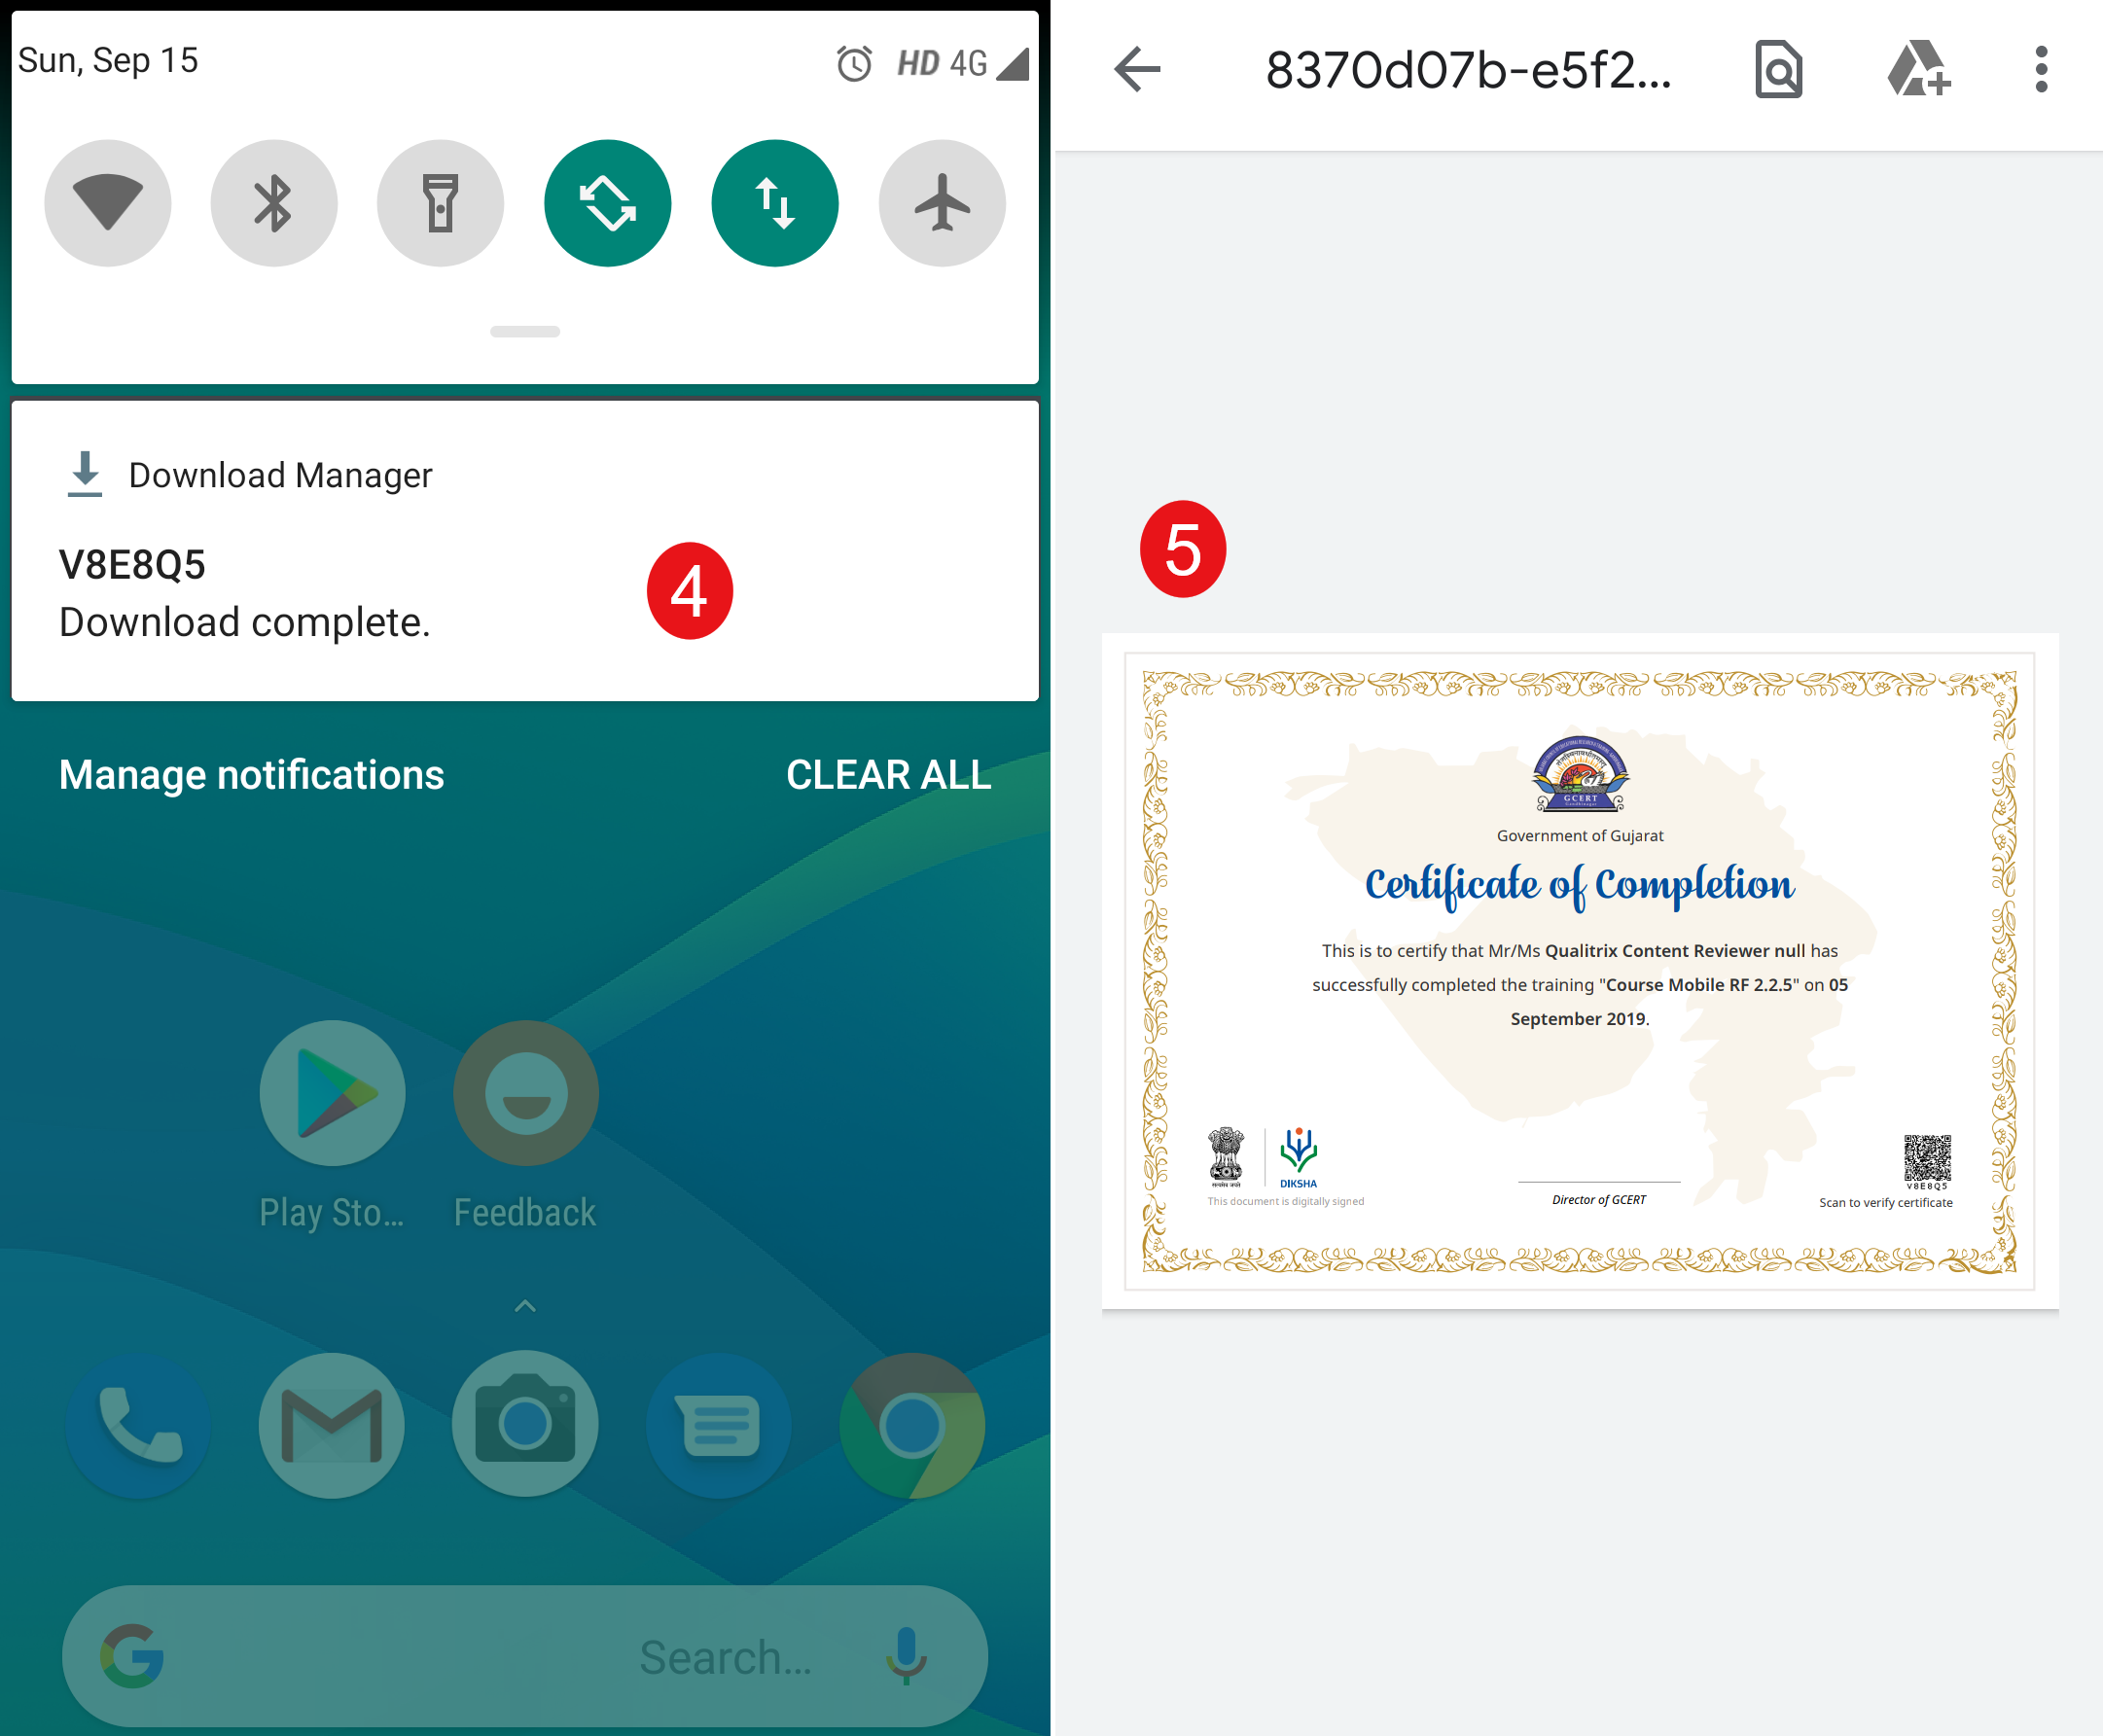 Sun, Sep 15
HD 4G
Download Manager
V8E8Q5
Download complete.
4
Manage notifications
CLEAR ALL
Play Sto...
Feedback
Search...
8370d07b-e5f2...
5
GCERT
Government of Gujarat
Certificate of Completion
This is to certify that Mr/Ms Qualitrix Content Reviewer null has
successfully completed the training "Course Mobile RF 2.2.5" on 05
September 2019.
DIKSHA
This document is digitally signed
Director of GCERT
V8E8Q5
Scan to verify certificate